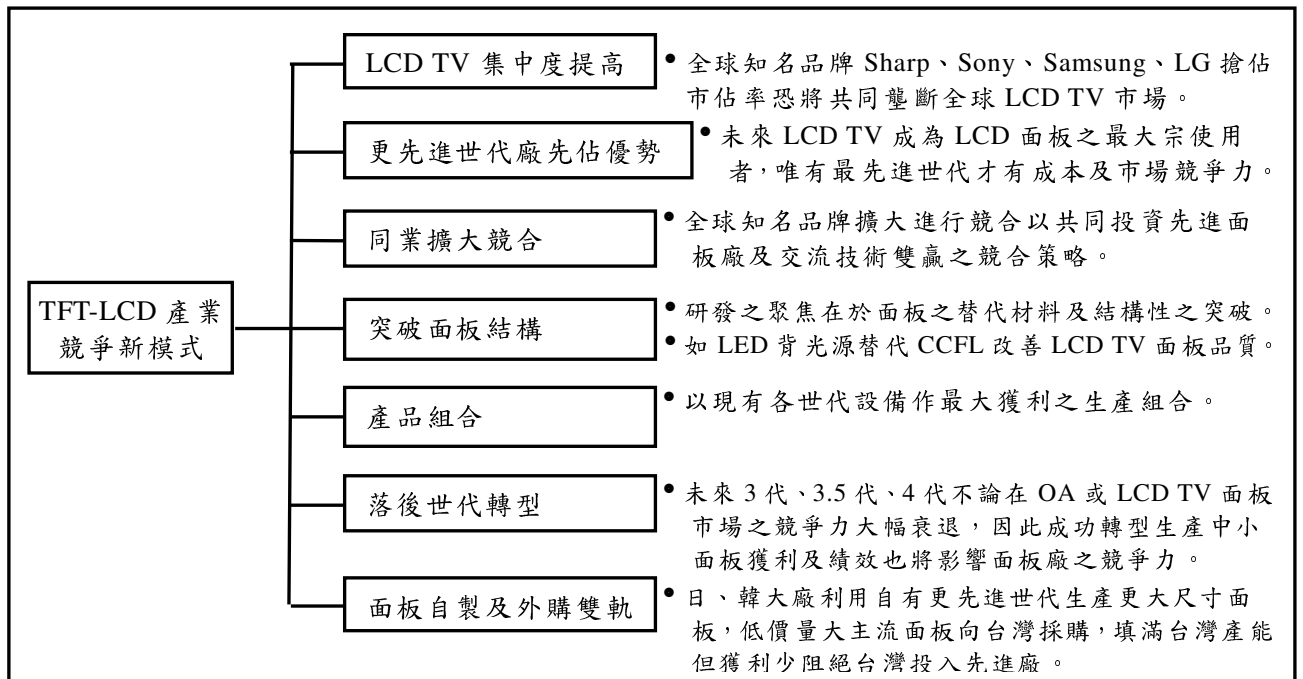 LCD TV 集中度提高
• 全球知名品牌 Sharp、Sony、Samsung、LG 搶佔
市佔率恐將共同壟斷全球 LCD TV 市場。
更先進世代廠先佔優勢
• 未來 LCD TV 成為 LCD 面板之最大宗使用
者，唯有最先進世代才有成本及市場競爭力。
同業擴大競合
• 全球知名品牌擴大進行競合以共同投資先進面
板廠及交流技術雙贏之競合策略。
TFT-LCD 產業
競爭新模式
突破面板結構
• 研發之聚焦在於面板之替代材料及結構性之突破。
• 如 LED 背光源替代 CCFL 改善 LCD TV 面板品質。
產品組合
• 以現有各世代設備作最大獲利之生產組合。
落後世代轉型
• 未來 3 代、3.5 代、4 代不論在 OA 或 LCD TV 面板
市場之競爭力大幅衰退，因此成功轉型生產中小
面板獲利及績效也將影響面板廠之競爭力。
面板自製及外購雙軌
• 日、韓大廠利用自有更先進世代生產更大尺寸面
板，低價量大主流面板向台灣採購，填滿台灣產能
但獲利少阻絕台灣投入先進廠。